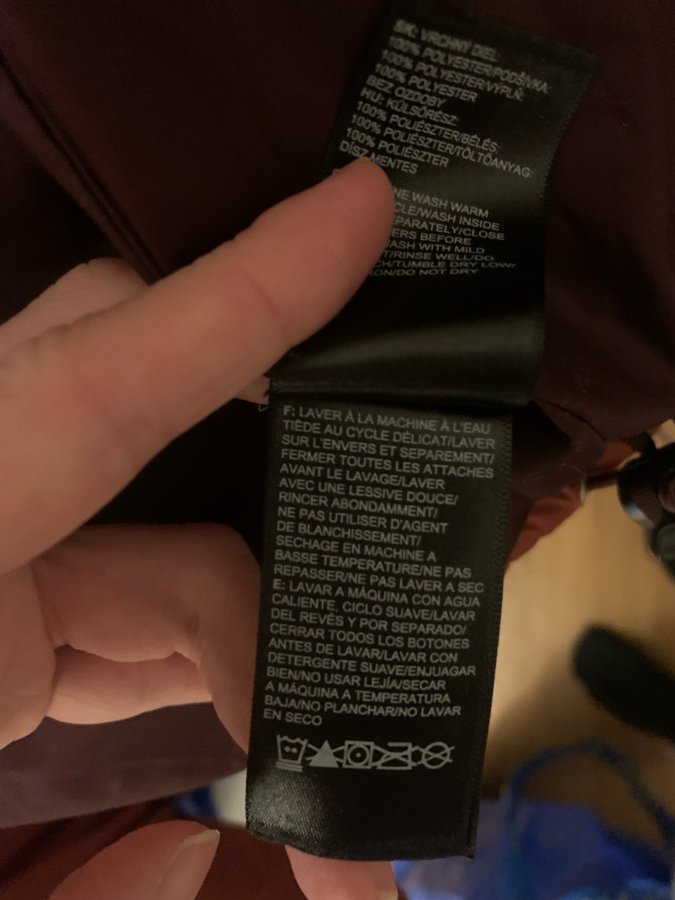 SK: VRCHNÝ DIEL
100% POLYESTER/PODŠÍVKA:
100% POLYESTER/VÝPLŇ:
100% POLYESTER
BEZ OZDOBY
HU: KÜLSŐRÉSZ:
100% POLIÉSZTER/BÉLÉS:
100% POLIÉSZTER/TÖLTŐANYAG:
100% POLIÉSZTER
DÍSZ MENTES
NE WASH WARM
CLE/WASH INSIDE
PARATELY/CLOSE
ERS BEFORE
ASH WITH MILD
T/RINSE WELL/DO
CH/TUMBLE DRY LOW/
RON/DO NOT DRY
F: LAVER À LA MACHINE À L'EAU
TIÈDE AU CYCLE DÉLICAT/LAVER
SUR L'ENVERS ET SEPAREMENT/
FERMER TOUTES LES ATTACHES
AVANT LE LAVAGE/LAVER
AVEC UNE LESSIVE DOUCE/
RINCER ABONDAMMENT/
NE PAS UTILISER D'AGENT
DE BLANCHISSEMENT/
SECHAGE EN MACHINE A
BASSE TEMPERATURE/NE PAS
REPASSER/NE PAS LAVER A SEC
E: LAVAR A MÁQUINA CON AGUA
CALIENTE, CICLO SUAVE/LAVAR
DEL REVÉS Y POR SEPARADO/
CERRAR TODOS LOS BOTONES
ANTES DE LAVAR/LAVAR CON
DETERGENTE SUAVE/ENJUAGAR
BIEN/NO USAR LEJÍA/SECAR
A MÁQUINA A TEMPERATURA
BAJA/NO PLANCHAR/NO LAVAR
EN SECO